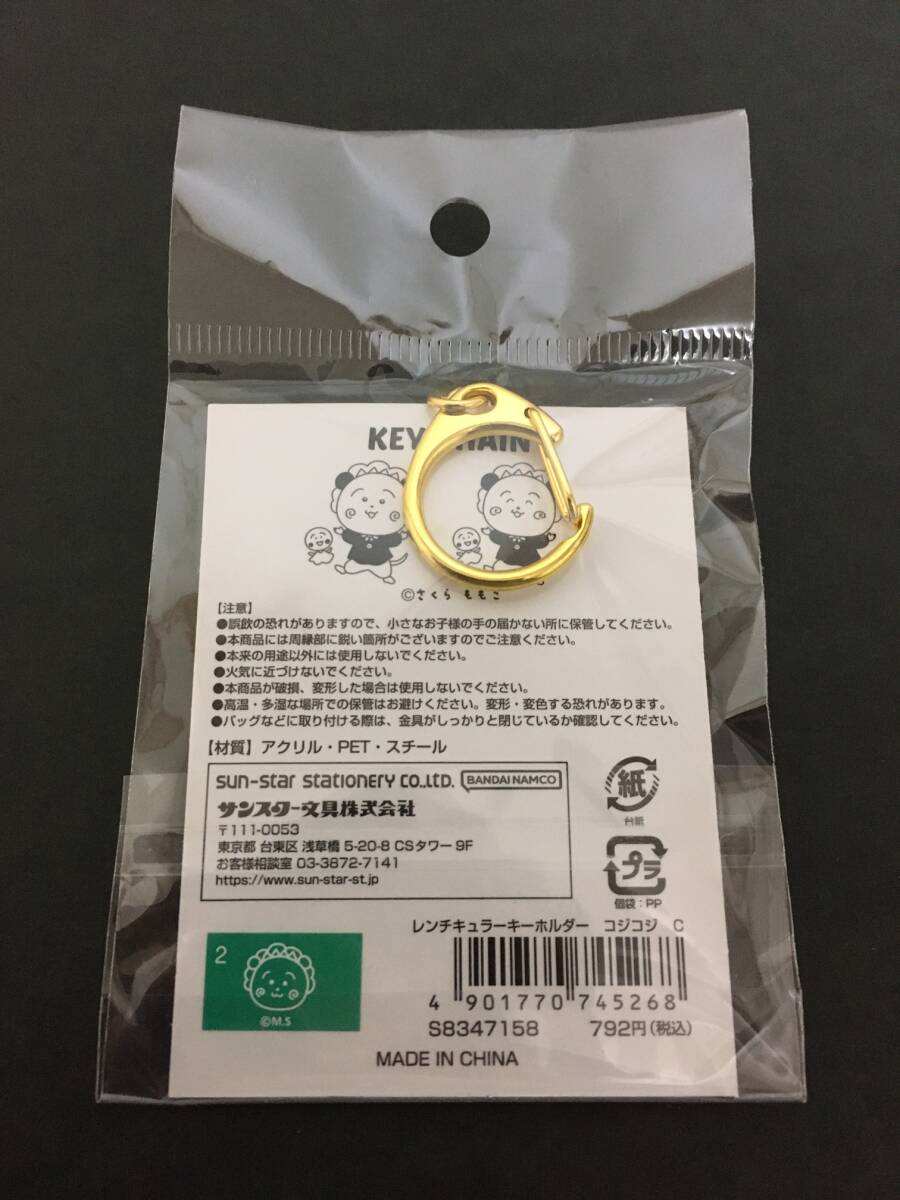 KEY HAIN
©さくら ももこ
【注意】
●誤飲の恐れがありますので、小さなお子様の手の届かない所に保管してください。
●本商品には周縁部に鋭い箇所がございますのでご注意ください。
●本来の用途以外には使用しないでください。
●火気に近づけないでください。
●本商品が破損、変形した場合は使用しないでください。
●高温・多湿な場所での保管はお避けください。変形・変色する恐れがあります。
●バッグなどに取り付ける際は、金具がしっかりと閉じているか確認してください。
【材質】アクリル・PET・スチール
sun-star stationery co.,ltd. BANDAI NAMCO
サンスター文具株式会社
〒111-0053
東京都 台東区 浅草橋 5-20-8 CSタワー 9F
お客様相談室 03-3872-7141
https://www.sun-star-st.jp
紙
台紙
プラ
個袋：PP
レンチキュラーキーホルダー コジコジ C
4 901770 745268
S8347158 792円(税込)
2
©M.S
MADE IN CHINA